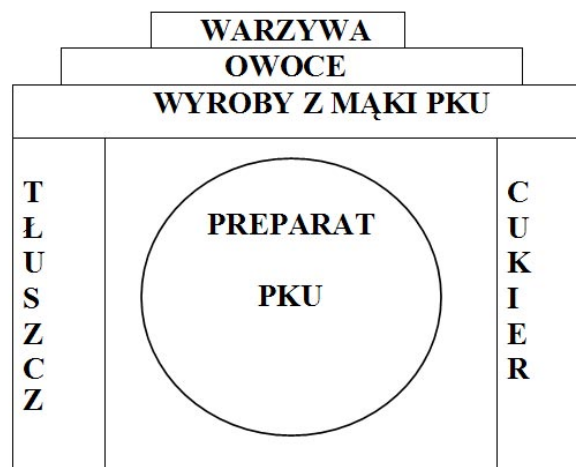 WARZYWA
OWOCE
WYROBY Z MĄKI PKU
TŁUSZCZ
PREPARAT
PKU
CUKIER